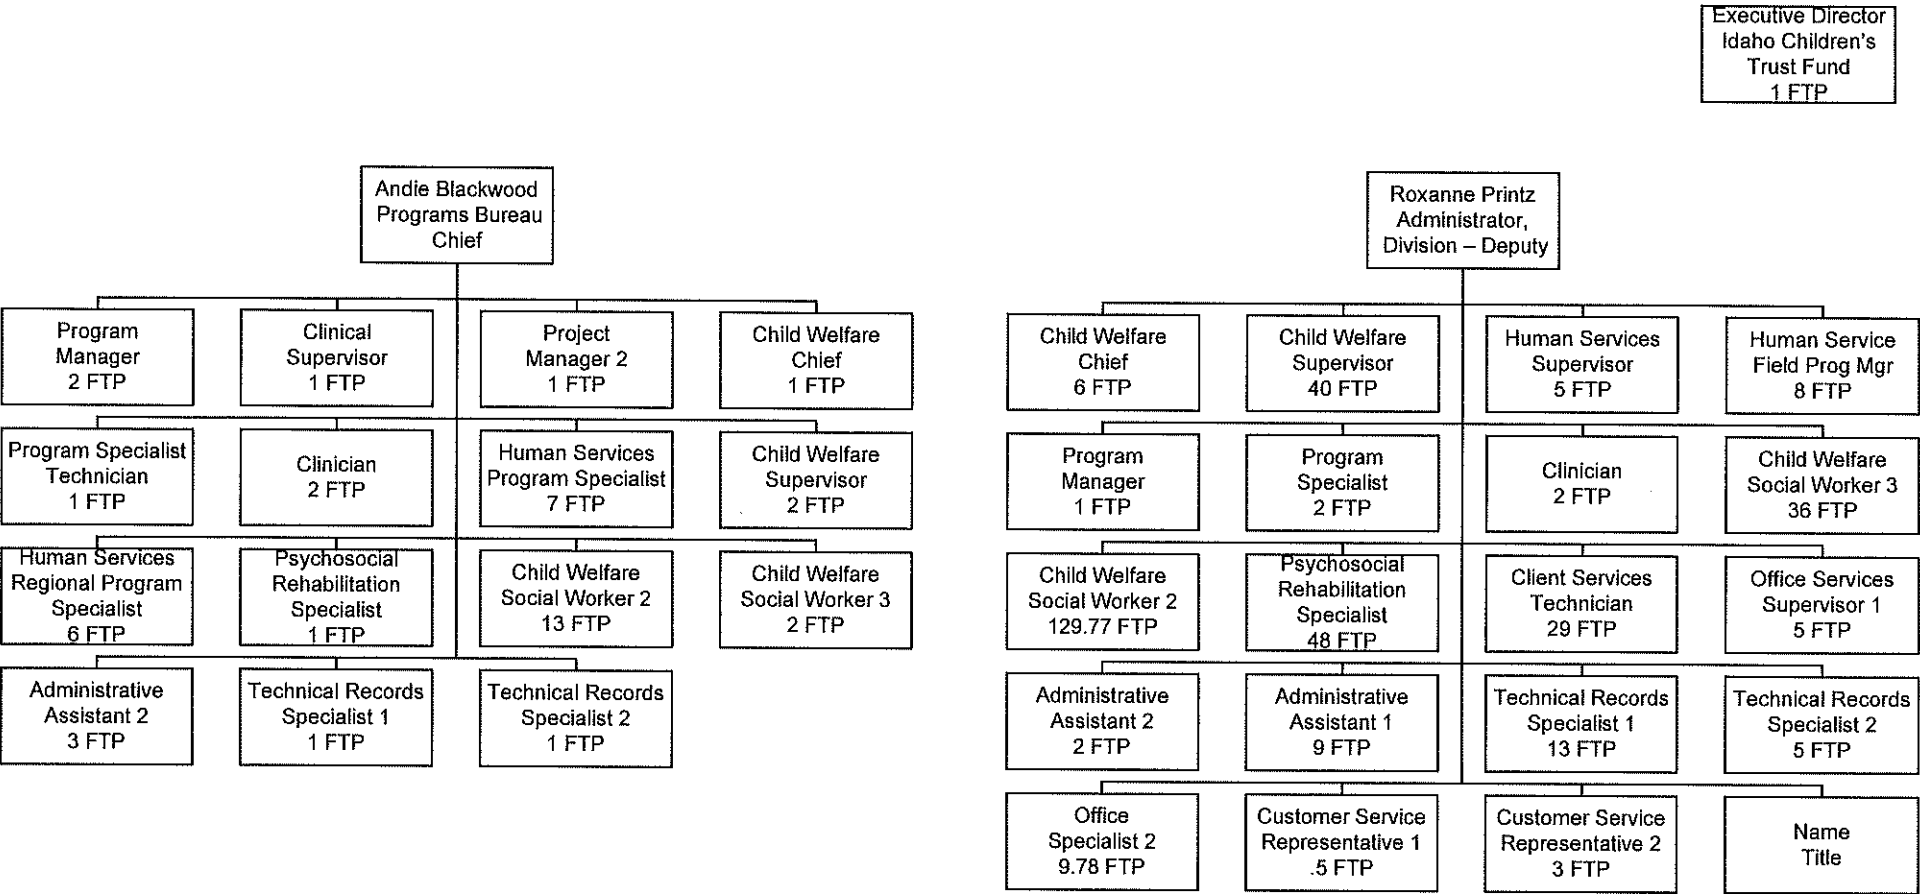 Executive Director
Idaho Children's
Trust Fund
1 FTP
Andie Blackwood
Programs Bureau
Chief
Program
Manager
2 FTP
Clinical
Supervisor
1 FTP
Project
Manager 2
1 FTP
Child Welfare
Chief
1 FTP
Program Specialist
Technician
1 FTP
Clinician
2 FTP
Human Services
Program Specialist
7 FTP
Child Welfare
Supervisor
2 FTP
Human Services
Regional Program
Specialist
6 FTP
Psychosocial
Rehabilitation
Specialist
1 FTP
Child Welfare
Social Worker 2
13 FTP
Child Welfare
Social Worker 3
2 FTP
Administrative
Assistant 2
3 FTP
Technical Records
Specialist 1
1 FTP
Technical Records
Specialist 2
1 FTP
Roxanne Printz
Administrator,
Division – Deputy
Child Welfare
Chief
6 FTP
Child Welfare
Supervisor
40 FTP
Human Services
Supervisor
5 FTP
Human Service
Field Prog Mgr
8 FTP
Program
Manager
1 FTP
Program
Specialist
2 FTP
Clinician
2 FTP
Child Welfare
Social Worker 3
36 FTP
Child Welfare
Social Worker 2
129.77 FTP
Psychosocial
Rehabilitation
Specialist
48 FTP
Client Services
Technician
29 FTP
Office Services
Supervisor 1
5 FTP
Administrative
Assistant 2
2 FTP
Administrative
Assistant 1
9 FTP
Technical Records
Specialist 1
13 FTP
Technical Records
Specialist 2
5 FTP
Office
Specialist 2
9.78 FTP
Customer Service
Representative 1
.5 FTP
Customer Service
Representative 2
3 FTP
Name
Title